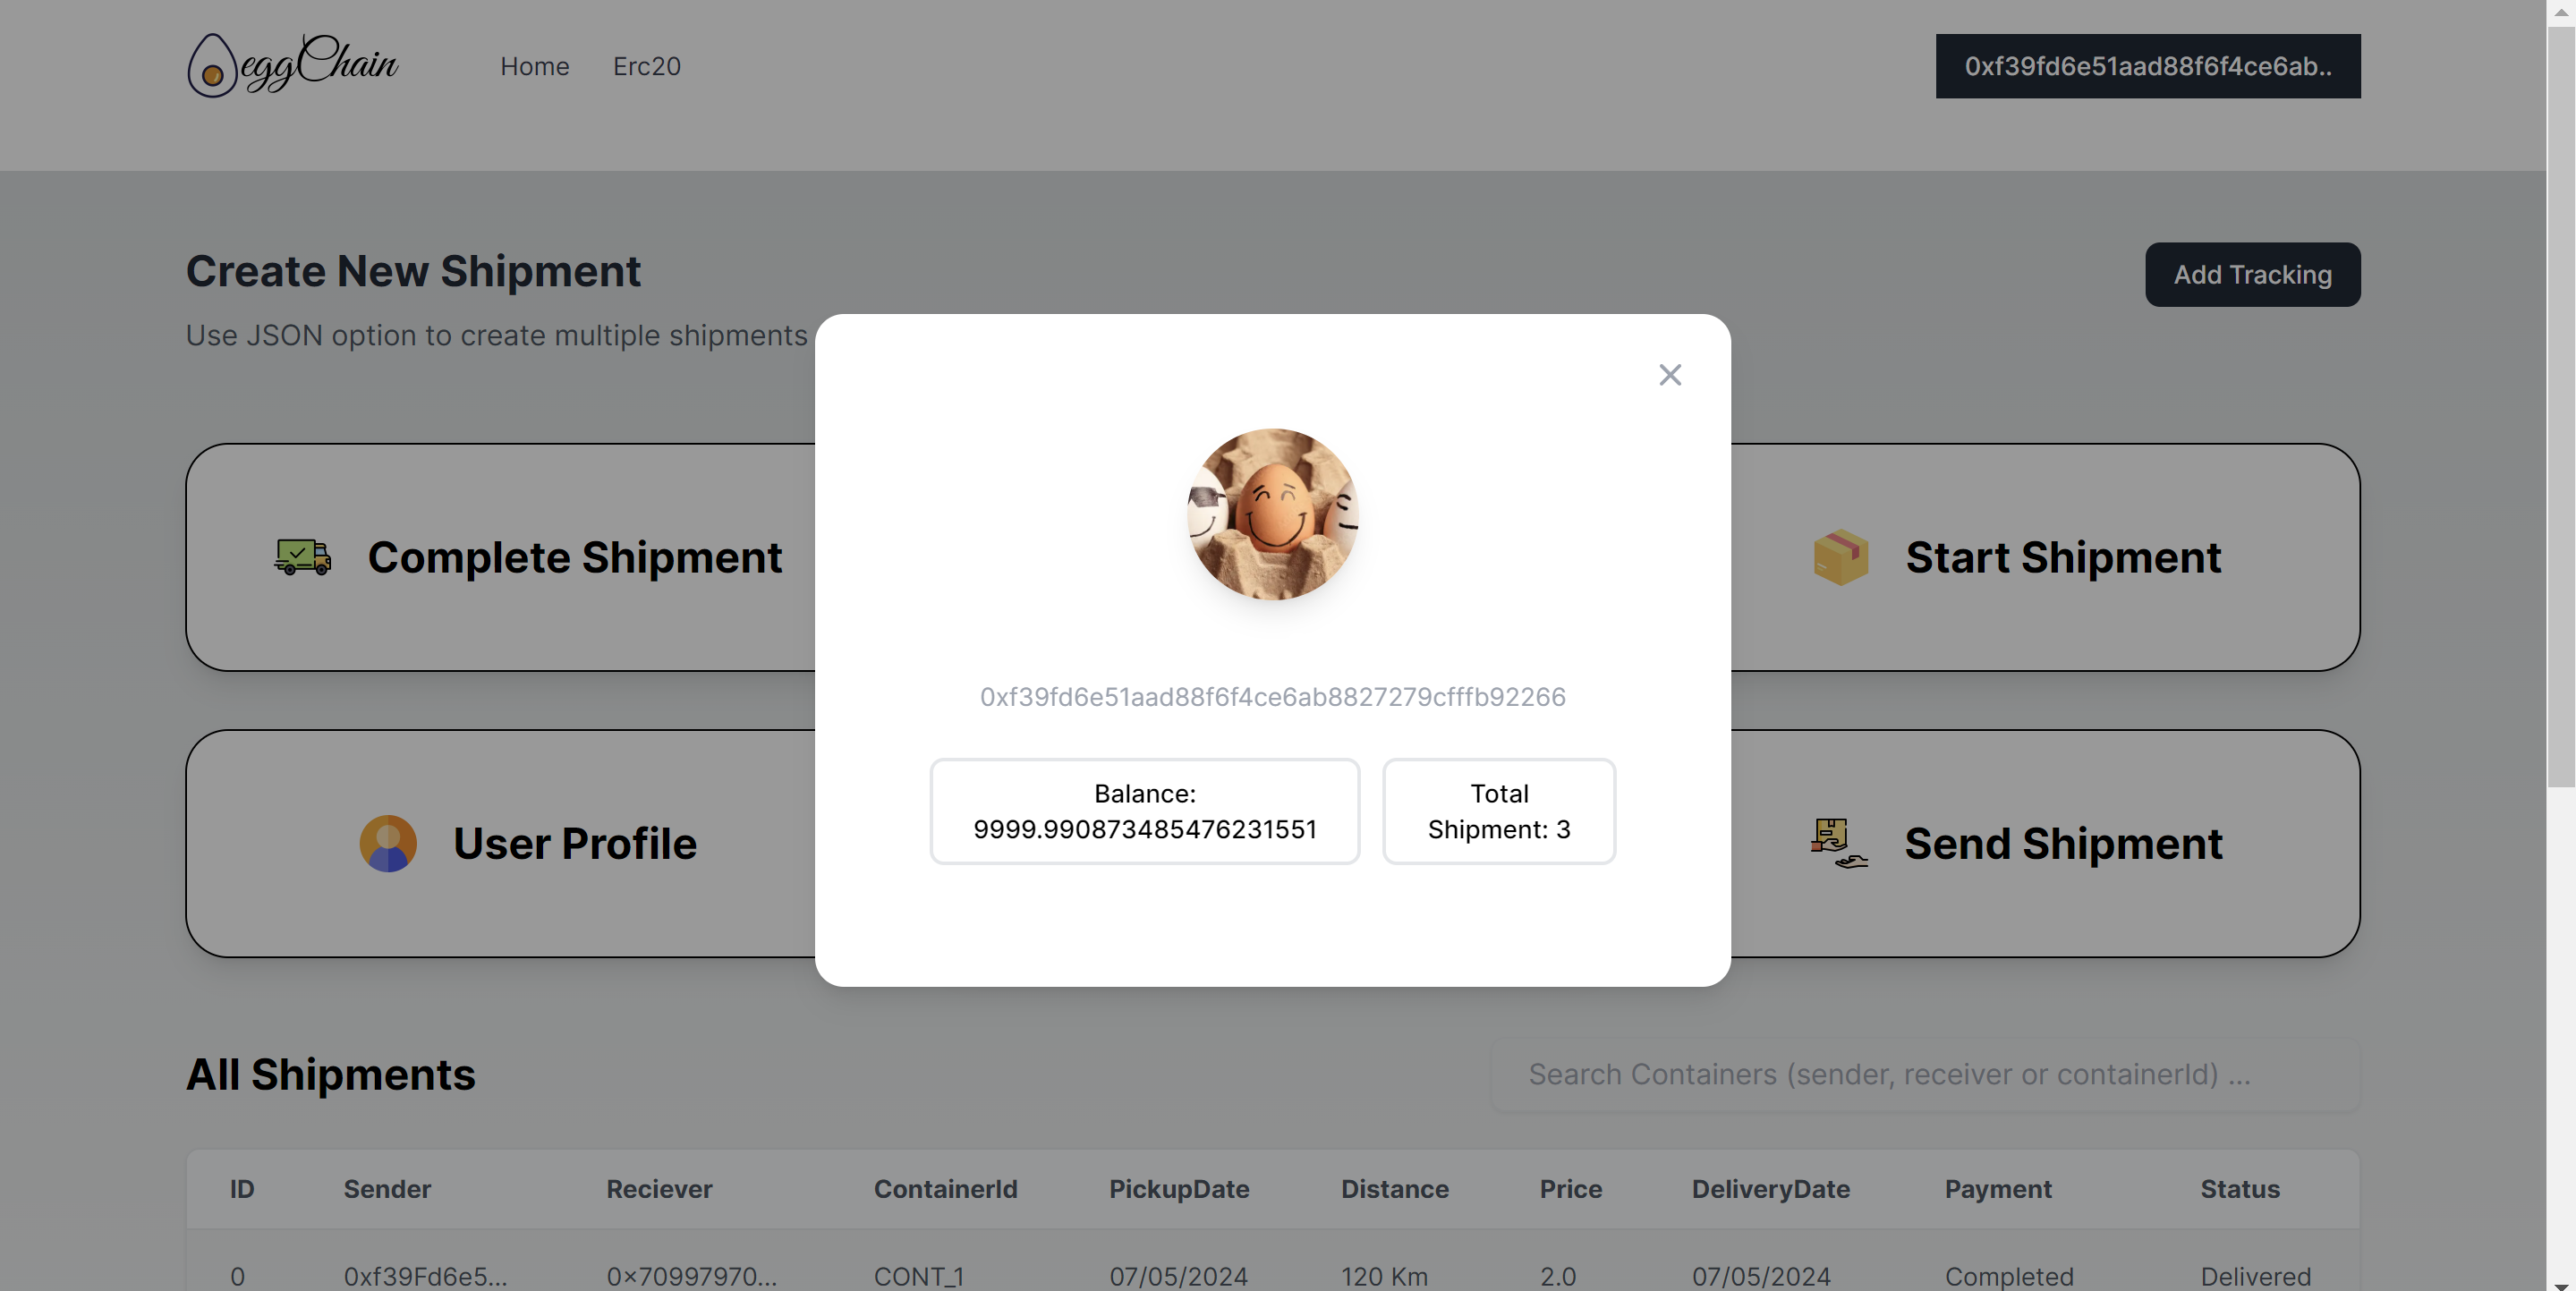 eggChain
Home
Erc20
0xf39fd6e51aad88f6f4ce6ab..
Create New Shipment
Add Tracking
Use JSON option to create multiple shipments
Complete Shipment
Start Shipment
0xf39fd6e51aad88f6f4ce6ab8827279cfffb92266
Balance:
9999.990873485476231551
Total
Shipment: 3
User Profile
Send Shipment
All Shipments
Search Containers (sender, receiver or containerId) ...
ID Sender Reciever ContainerId PickupDate Distance Price DeliveryDate Payment Status
0 0xf39Fd6e5... 0x70997970... CONT_1 07/05/2024 120 Km 2.0 07/05/2024 Completed Delivered